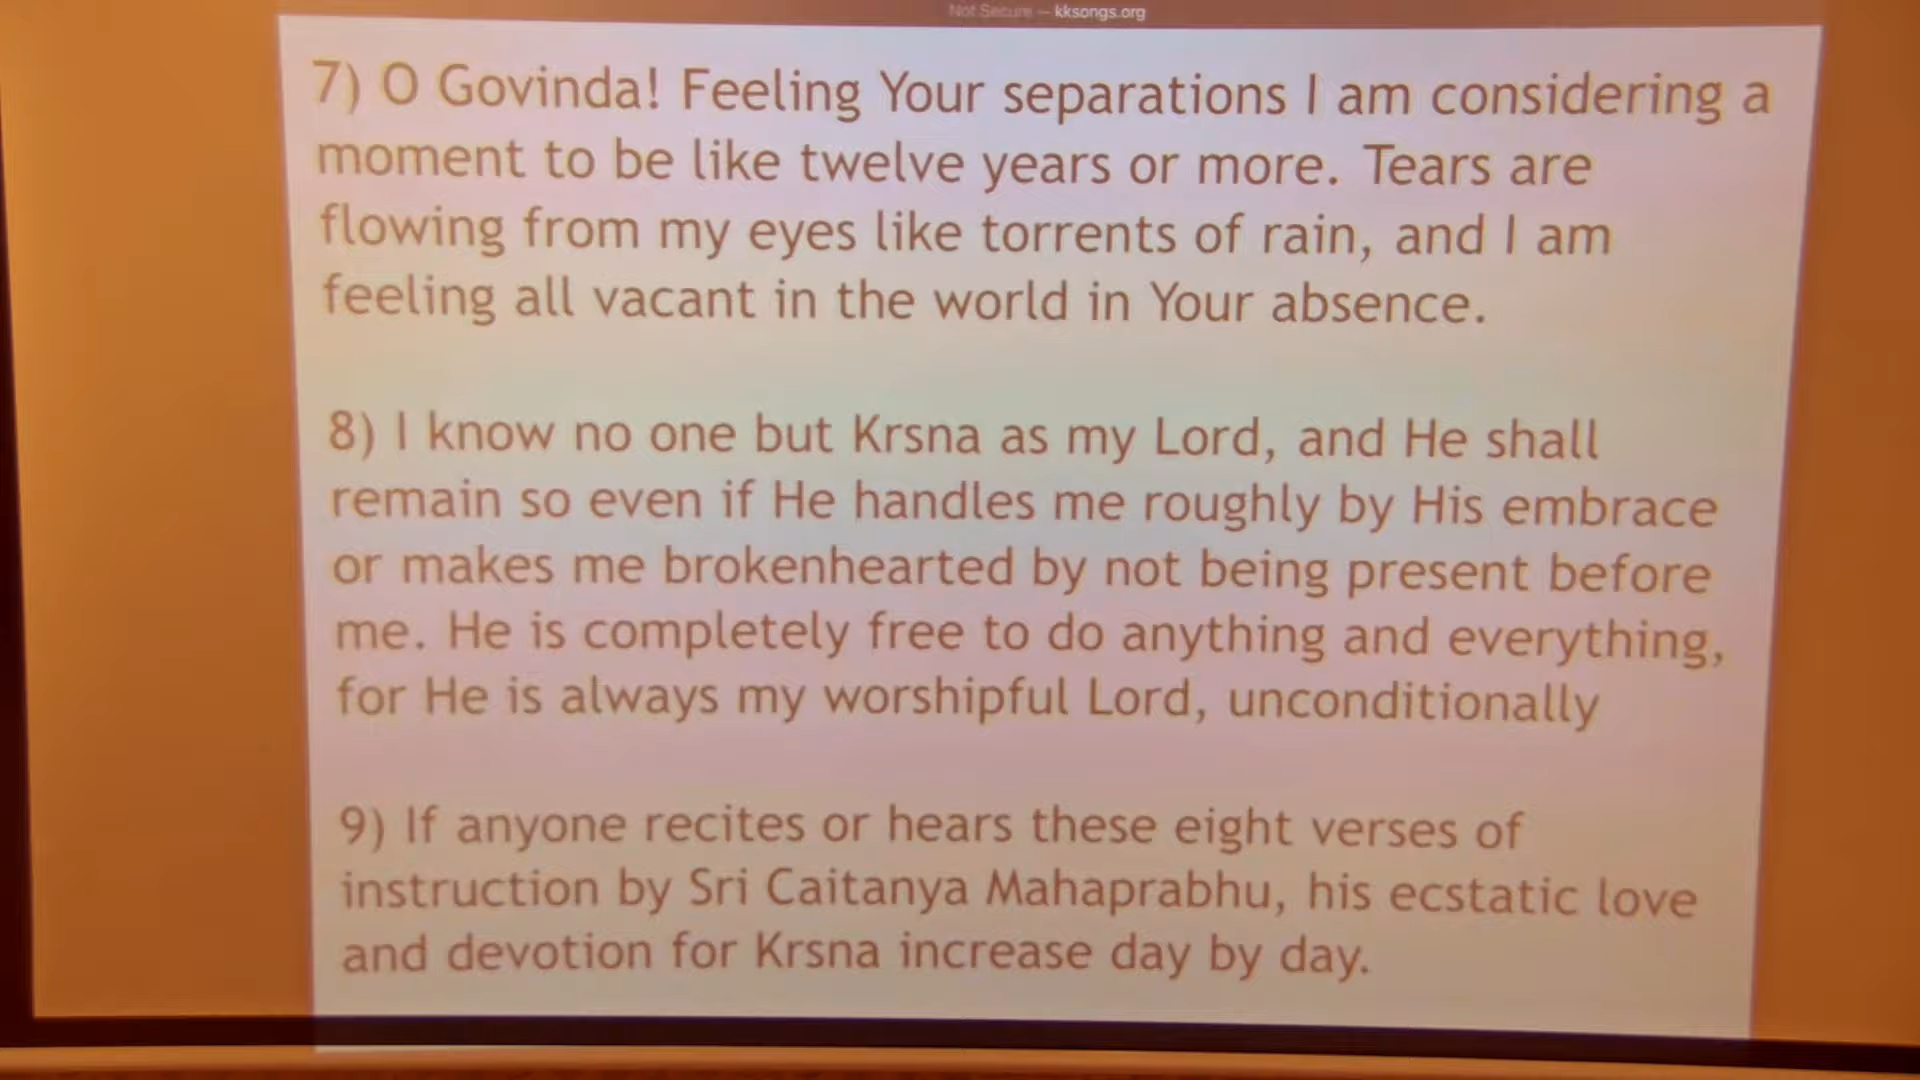 Not Secure — kksongs.org
7) O Govinda! Feeling Your separations I am considering a
moment to be like twelve years or more. Tears are
flowing from my eyes like torrents of rain, and I am
feeling all vacant in the world in Your absence.
8) I know no one but Krsna as my Lord, and He shall
remain so even if He handles me roughly by His embrace
or makes me brokenhearted by not being present before
me. He is completely free to do anything and everything,
for He is always my worshipful Lord, unconditionally
9) If anyone recites or hears these eight verses of
instruction by Sri Caitanya Mahaprabhu, his ecstatic love
and devotion for Krsna increase day by day.